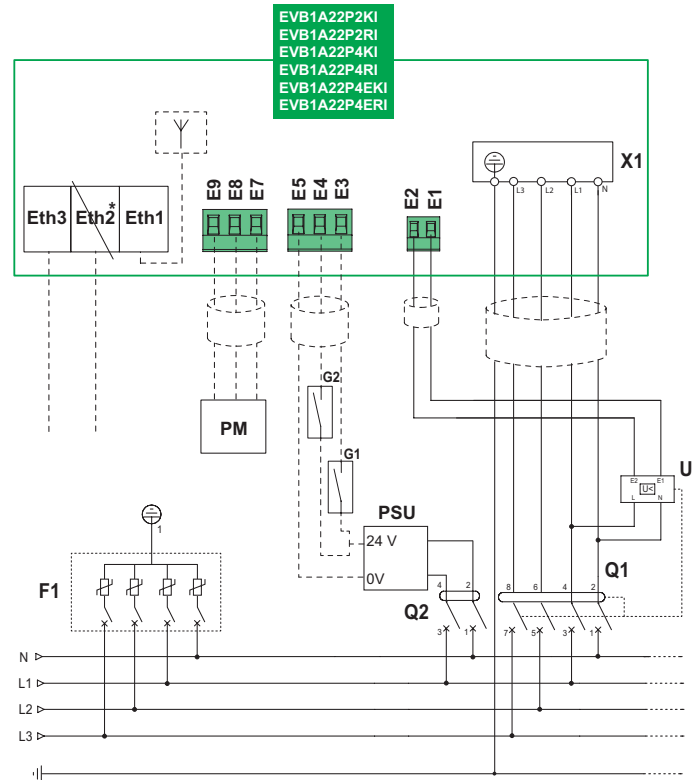 EVB1A22P2KI
EVB1A22P2RI
EVB1A22P4KI
EVB1A22P4RI
EVB1A22P4EKI
EVB1A22P4ERI
X1
L3 L2 L1 N
Eth3 Eth2* Eth1
E9 E8 E7
E5 E4 E3
E2 E1
G2
PM
G1
U
E2 E1
U<
L N
PSU
24 V
0V
F1
1
Q2
4 2
3 1
Q1
8 6 4 2
7 5 3 1
N
L1
L2
L3